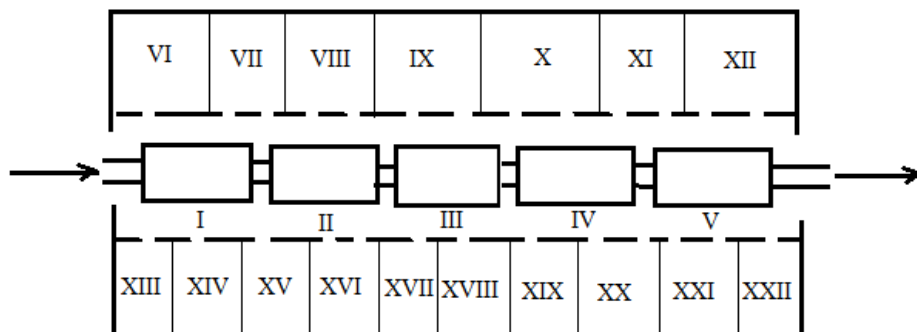 VI VII VIII IX X XI XII
I II III IV V
XIII XIV XV XVI XVII XVIII XIX XX XXI XXII